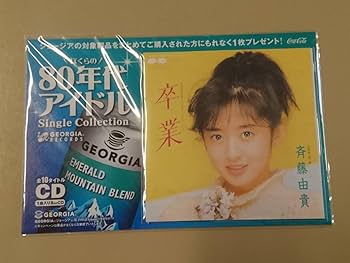 ジョージアの対象製品をまとめてご購入された方にもれなく1枚プレゼント!
Coca-Cola
ぼくらの
80年代
アイドル
Single Collection
GEORGIA
RECORDS
GEORGIA
EMERALD
MOUNTAIN BLEND
全10タイトル
CD
GEORGIA
卒業
斉藤由貴